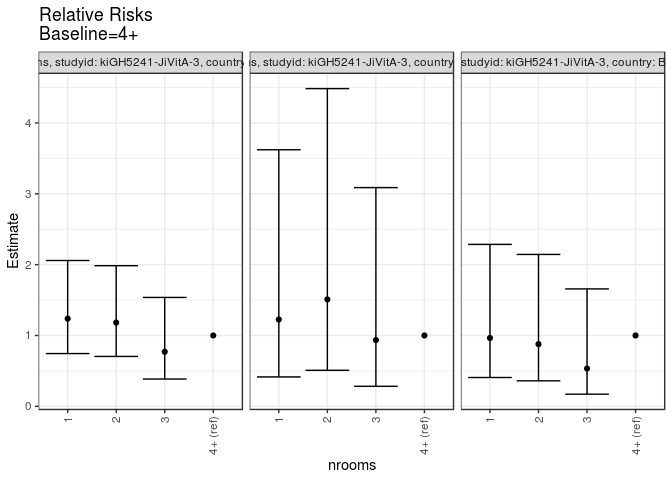 Relative Risks
Baseline=4+
ns, studyid: kiGH5241-JiVitA-3, country
s, studyid: kiGH5241-JiVitA-3, country
studyid: kiGH5241-JiVitA-3, country: B
4
3
2
1
0
Estimate
1
2
3
4+ (ref)
1
2
3
4+ (ref)
1
2
3
4+ (ref)
nrooms